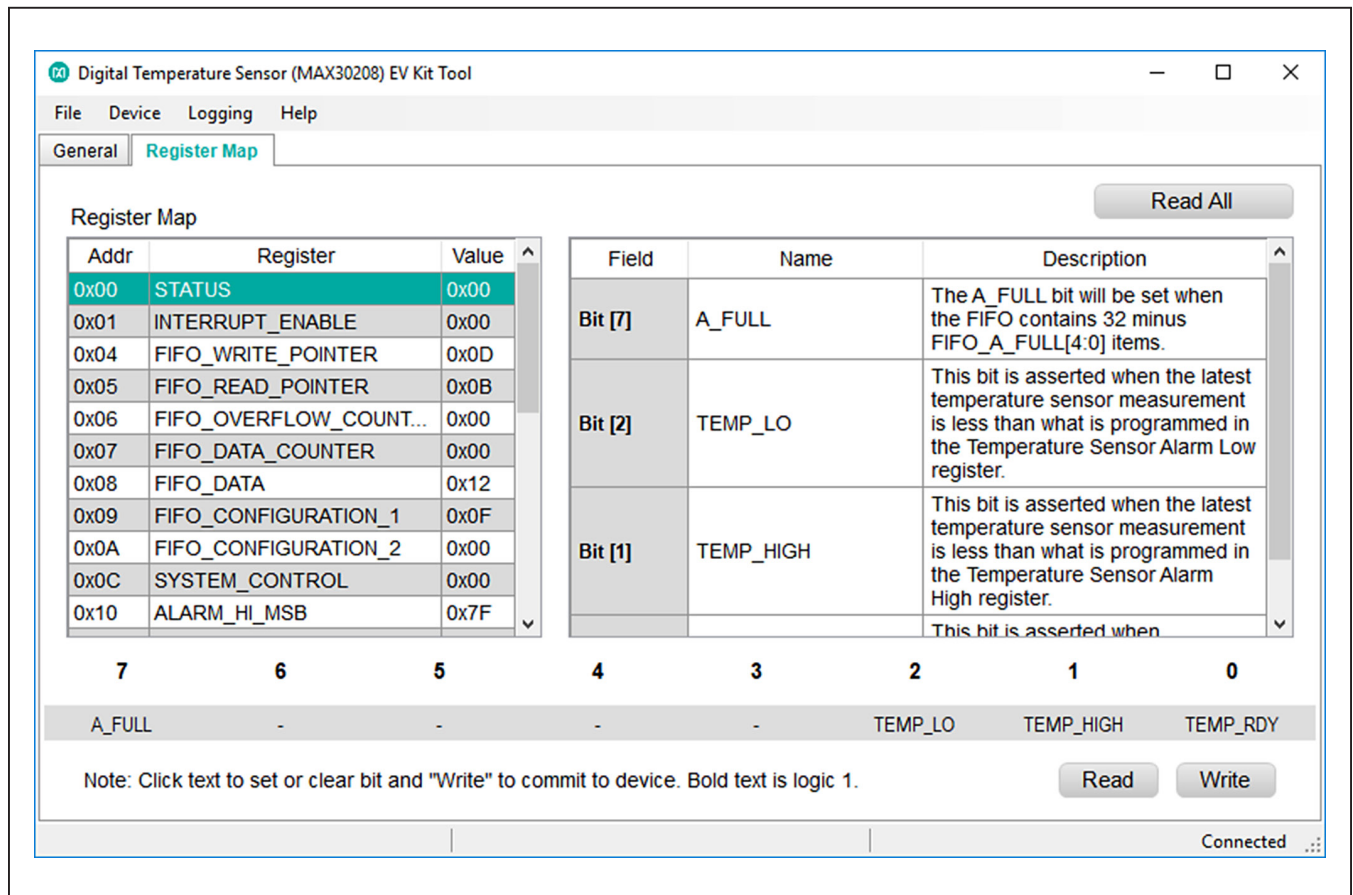 Digital Temperature Sensor (MAX30208) EV Kit Tool
File Device Logging Help
General Register Map
Read All
Register Map
Addr Register Value
0x00 STATUS 0x00
0x01 INTERRUPT_ENABLE 0x00
0x04 FIFO_WRITE_POINTER 0x0D
0x05 FIFO_READ_POINTER 0x0B
0x06 FIFO_OVERFLOW_COUNT... 0x00
0x07 FIFO_DATA_COUNTER 0x00
0x08 FIFO_DATA 0x12
0x09 FIFO_CONFIGURATION_1 0x0F
0x0A FIFO_CONFIGURATION_2 0x00
0x0C SYSTEM_CONTROL 0x00
0x10 ALARM_HI_MSB 0x7F
Field Name Description
Bit [7] A_FULL
The A_FULL bit will be set when
the FIFO contains 32 minus
FIFO_A_FULL[4:0] items.
Bit [2] TEMP_LO
This bit is asserted when the latest
temperature sensor measurement
is less than what is programmed in
the Temperature Sensor Alarm Low
register.
Bit [1] TEMP_HIGH
This bit is asserted when the latest
temperature sensor measurement
is less than what is programmed in
the Temperature Sensor Alarm
High register.
This bit is asserted when
7 6 5 4 3 2 1 0
A_FULL - - - - TEMP_LO TEMP_HIGH TEMP_RDY
Note: Click text to set or clear bit and "Write" to commit to device. Bold text is logic 1.
Read Write
Connected